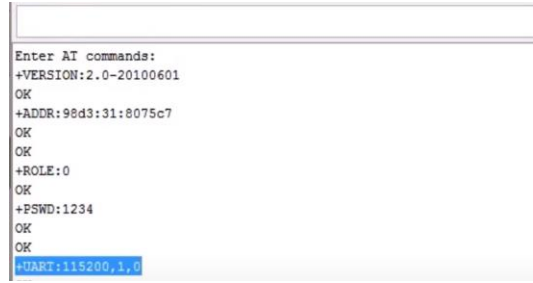 Enter AT commands:
+VERSION:2.0-20100601
OK
+ADDR:98d3:31:8075c7
OK
OK
+ROLE:0
OK
+PSWD:1234
OK
OK
+UART:115200,1,0